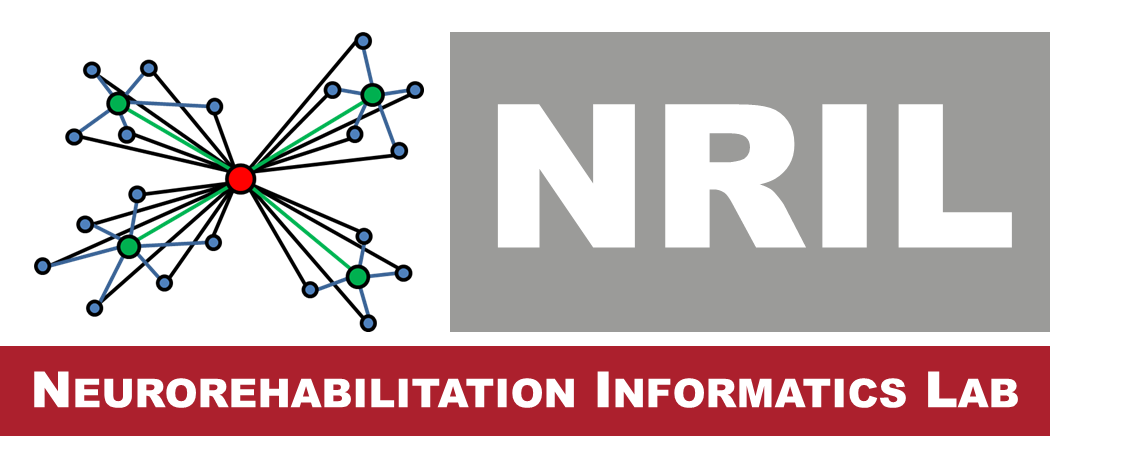 NRIL
NEUROREHABILITATION INFORMATICS LAB